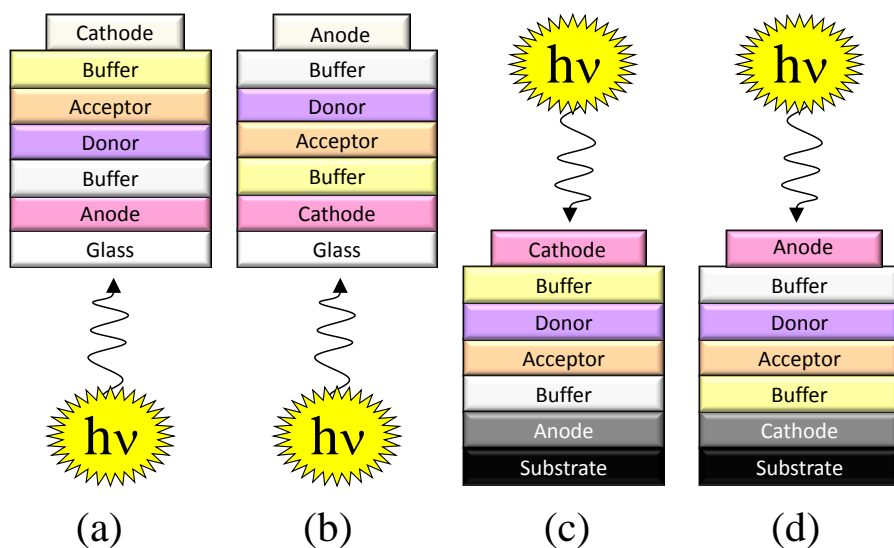 Cathode
Buffer
Acceptor
Donor
Buffer
Anode
Glass
hν
(a)
Anode
Buffer
Donor
Acceptor
Buffer
Cathode
Glass
hν
(b)
hν
Cathode
Buffer
Donor
Acceptor
Buffer
Anode
Substrate
(c)
hν
Anode
Buffer
Donor
Acceptor
Buffer
Cathode
Substrate
(d)